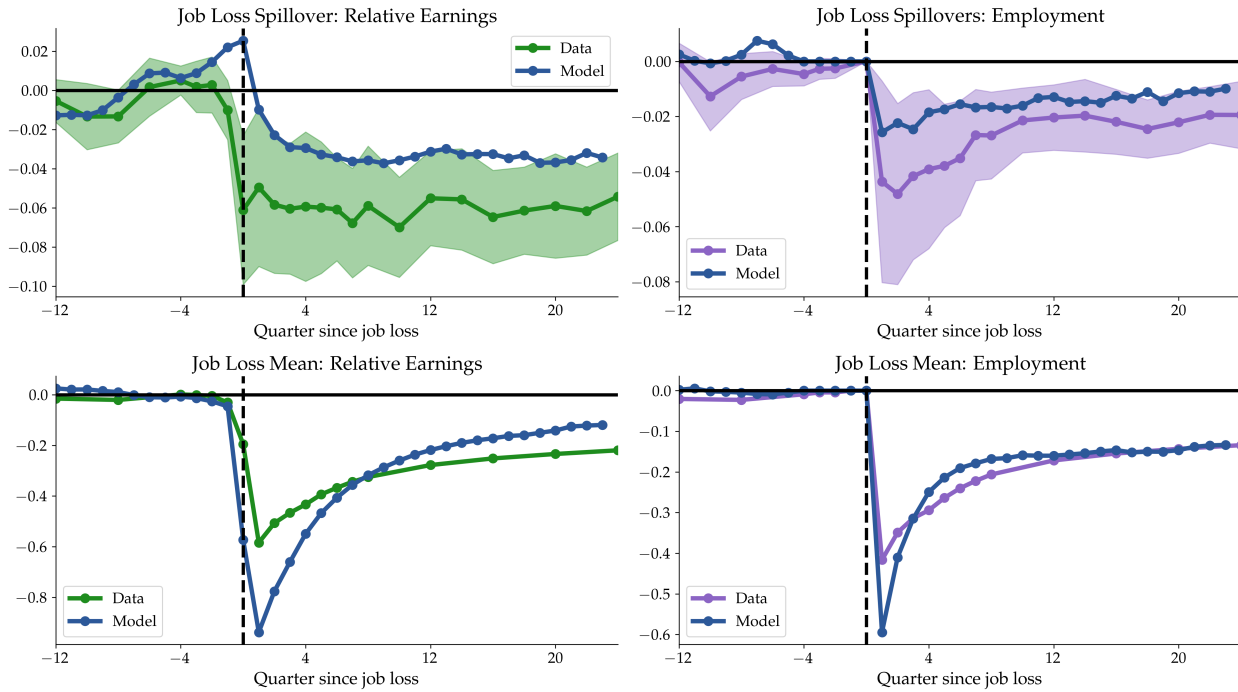 Job Loss Spillover: Relative Earnings
0.02
0.00
−0.02
−0.04
−0.06
−0.08
−0.10
Data
Model
−12
−4
4
12
20
Quarter since job loss
Job Loss Spillovers: Employment
0.00
−0.02
−0.04
−0.06
−0.08
Data
Model
−12
−4
4
12
20
Quarter since job loss
Job Loss Mean: Relative Earnings
0.0
−0.2
−0.4
−0.6
−0.8
Data
Model
−12
−4
4
12
20
Quarter since job loss
Job Loss Mean: Employment
0.0
−0.1
−0.2
−0.3
−0.4
−0.5
−0.6
Data
Model
−12
−4
4
12
20
Quarter since job loss